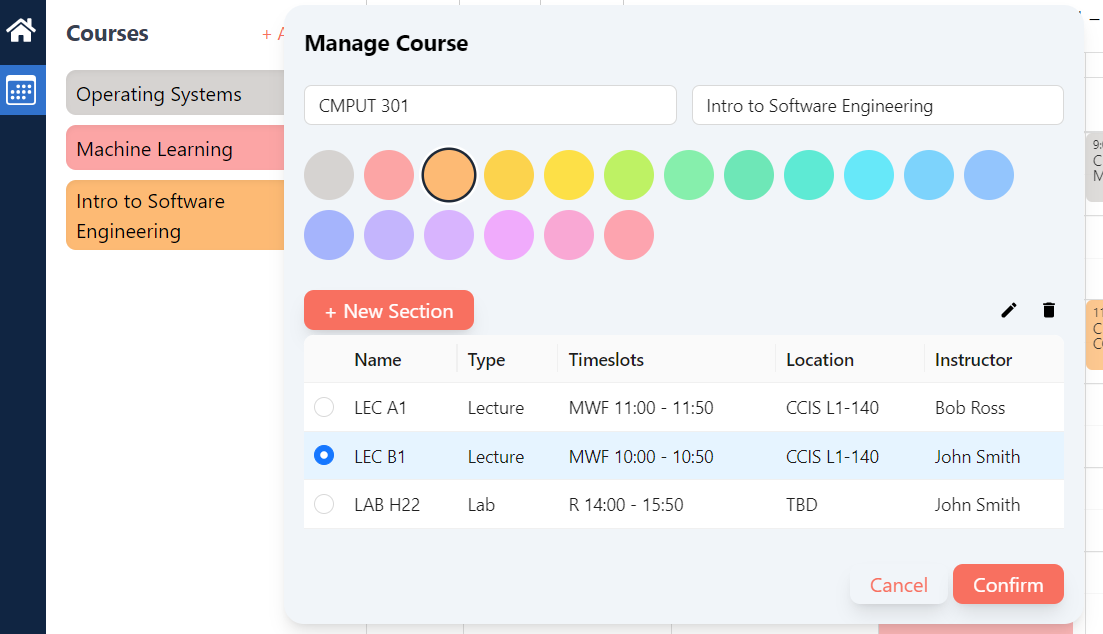 Courses
+ A
Operating Systems
Machine Learning
Intro to Software
Engineering
Manage Course
CMPUT 301
Intro to Software Engineering
+ New Section
Name Type Timeslots Location Instructor
LEC A1 Lecture MWF 11:00 - 11:50 CCIS L1-140 Bob Ross
LEC B1 Lecture MWF 10:00 - 10:50 CCIS L1-140 John Smith
LAB H22 Lab R 14:00 - 15:50 TBD John Smith
Cancel Confirm